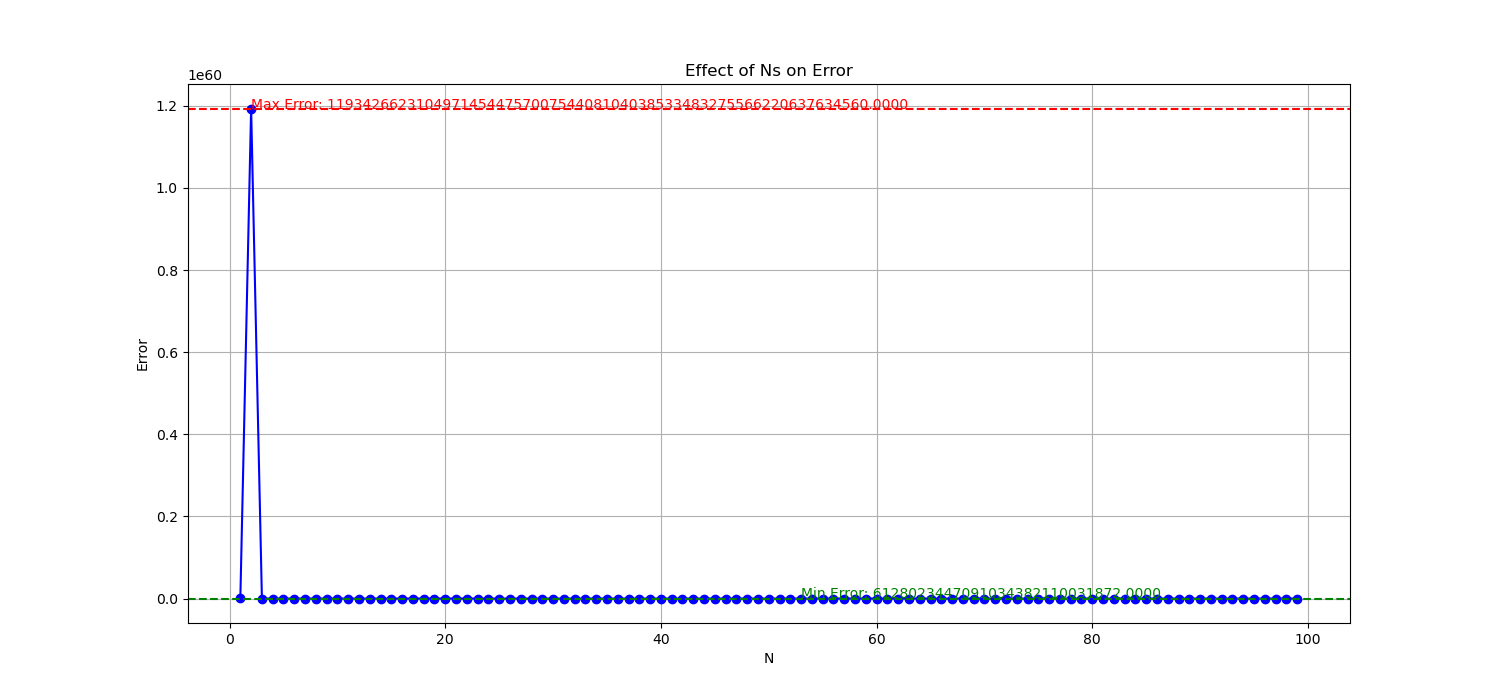 Effect of Ns on Error
1e60
Max Error: 1193426623104971454475700754408104038533483275566220637634560.0000
1.2
1.0
0.8
0.6
0.4
0.2
0.0
Error
Min Error: 6128023447091034382110031872.0000
0 20 40 60 80 100
N